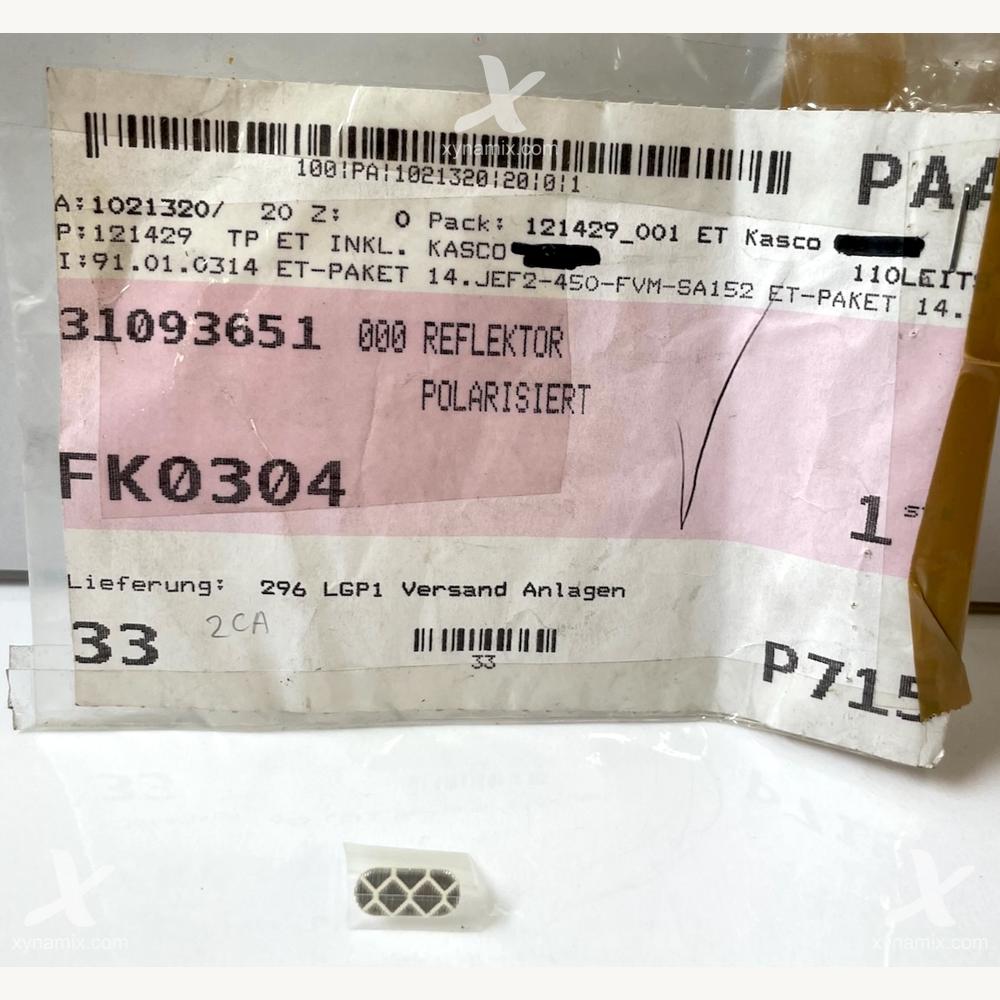 X
xynamix.com
100|PA|1021320|20|0|1
PAA
A:1021320/ 20 Z: 0 Pack: 121429_001 ET Kasco
P:121429 TP ET INKL. KASCO
110LEITS
I:91.01.0314 ET-PAKET 14.JEF2-450-FVM-SA152 ET-PAKET 14.
31093651 000 REFLEKTOR
POLARISIERT
FK0304
1 ST
Lieferung: 296 LGP1 Versand Anlagen
33 2CA
33
P715
X
xynamix.com
X
xynamix.com